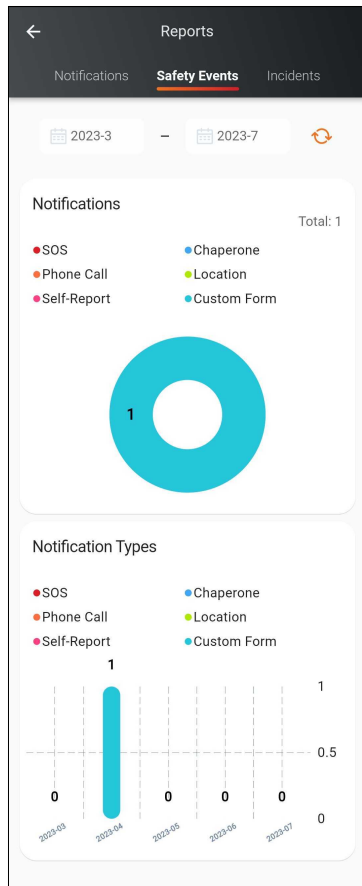 Reports
Notifications Safety Events Incidents
2023-3 – 2023-7
Notifications
Total: 1
SOS Chaperone
Phone Call Location
Self-Report Custom Form
1
Notification Types
SOS Chaperone
Phone Call Location
Self-Report Custom Form
1
1
0.5
0 0 0 0
0
2023-03 2023-04 2023-05 2023-06 2023-07